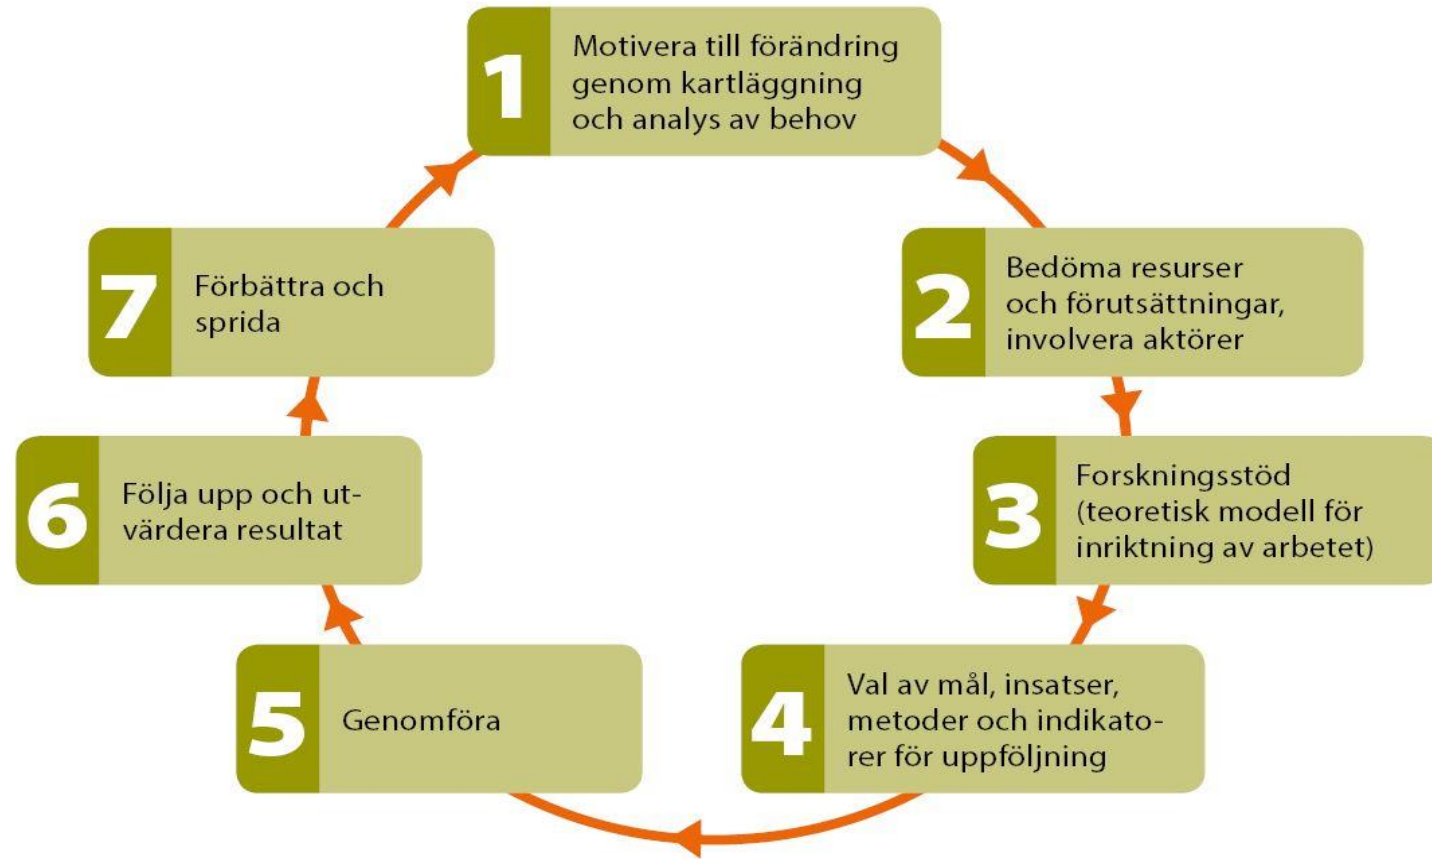 1
Motivera till förändring
genom kartläggning
och analys av behov
2
Bedöma resurser
och förutsättningar,
involvera aktörer
3
Forskningsstöd
(teoretisk modell för
inriktning av arbetet)
4
Val av mål, insatser,
metoder och indikato-
rer för uppföljning
5
Genomföra
6
Följa upp och ut-
värdera resultat
7
Förbättra och
sprida